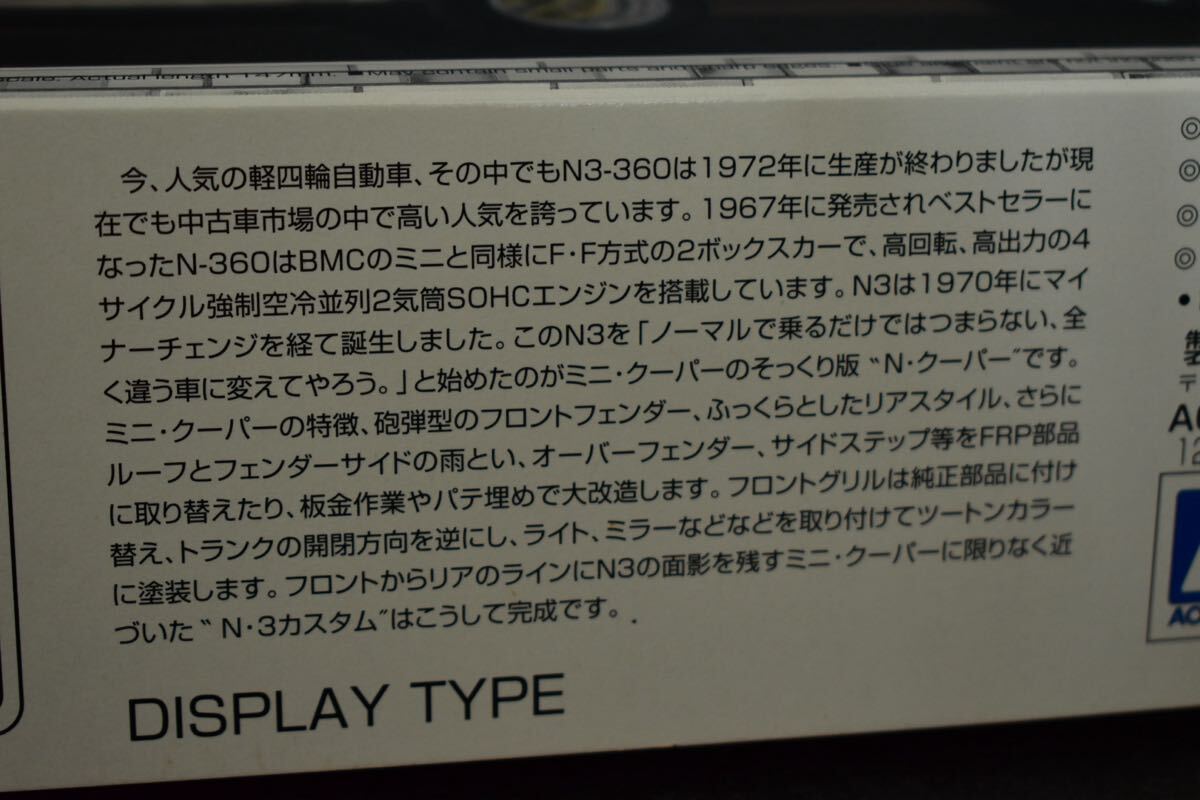 scale. Actual length 147mm. ■May contain small parts and
今、人気の軽四輪自動車、その中でもN3-360は1972年に生産が終わりましたが現
在でも中古車市場の中で高い人気を誇っています。1967年に発売されベストセラーに
なったN-360はBMCのミニと同様にF・F方式の2ボックスカーで、高回転、高出力の4
サイクル強制空冷並列2気筒SOHCエンジンを搭載しています。N3は1970年にマイ
ナーチェンジを経て誕生しました。このN3を「ノーマルで乗るだけではつまらない、全
く違う車に変えてやろう。」と始めたのがミニ・クーパーのそっくり版〝N・クーパー〟です。
ミニ・クーパーの特徴、砲弾型のフロントフェンダー、ふっくらとしたリアスタイル、さらに
ルーフとフェンダーサイドの雨とい、オーバーフェンダー、サイドステップ等をFRP部品
に取り替えたり、板金作業やパテ埋めで大改造します。フロントグリルは純正部品に付け
替え、トランクの開閉方向を逆にし、ライト、ミラーなどなどを取り付けてツートンカラー
に塗装します。フロントからリアのラインにN3の面影を残すミニ・クーパーに限りなく近
づいた〝N・3カスタム〟はこうして完成です。
DISPLAY TYPE
◎
◎
◎
◎
●
製
〒
12